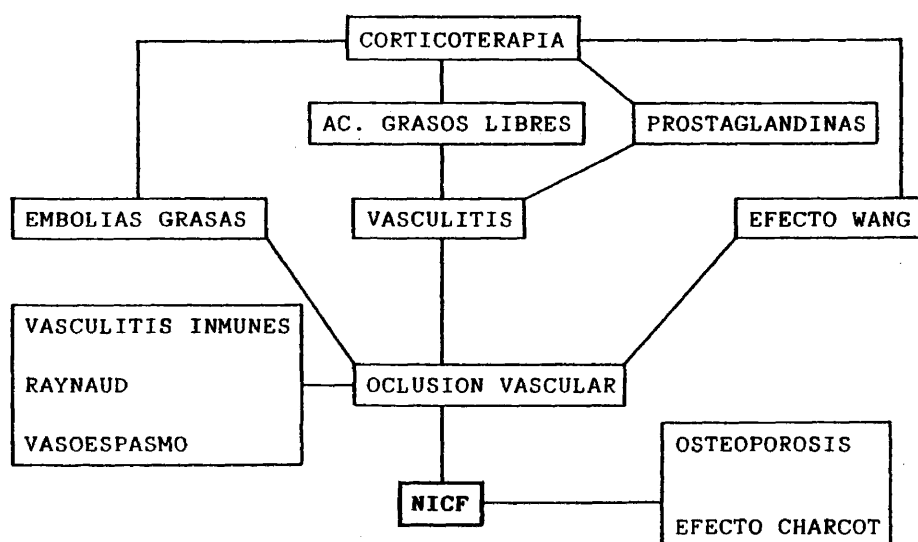 CORTICOTERAPIA
AC. GRASOS LIBRES
PROSTAGLANDINAS
EMBOLIAS GRASAS
VASCULITIS
EFECTO WANG
VASCULITIS INMUNES
RAYNAUD
VASOESPASMO
OCLUSION VASCULAR
NICF
OSTEOPOROSIS
EFECTO CHARCOT